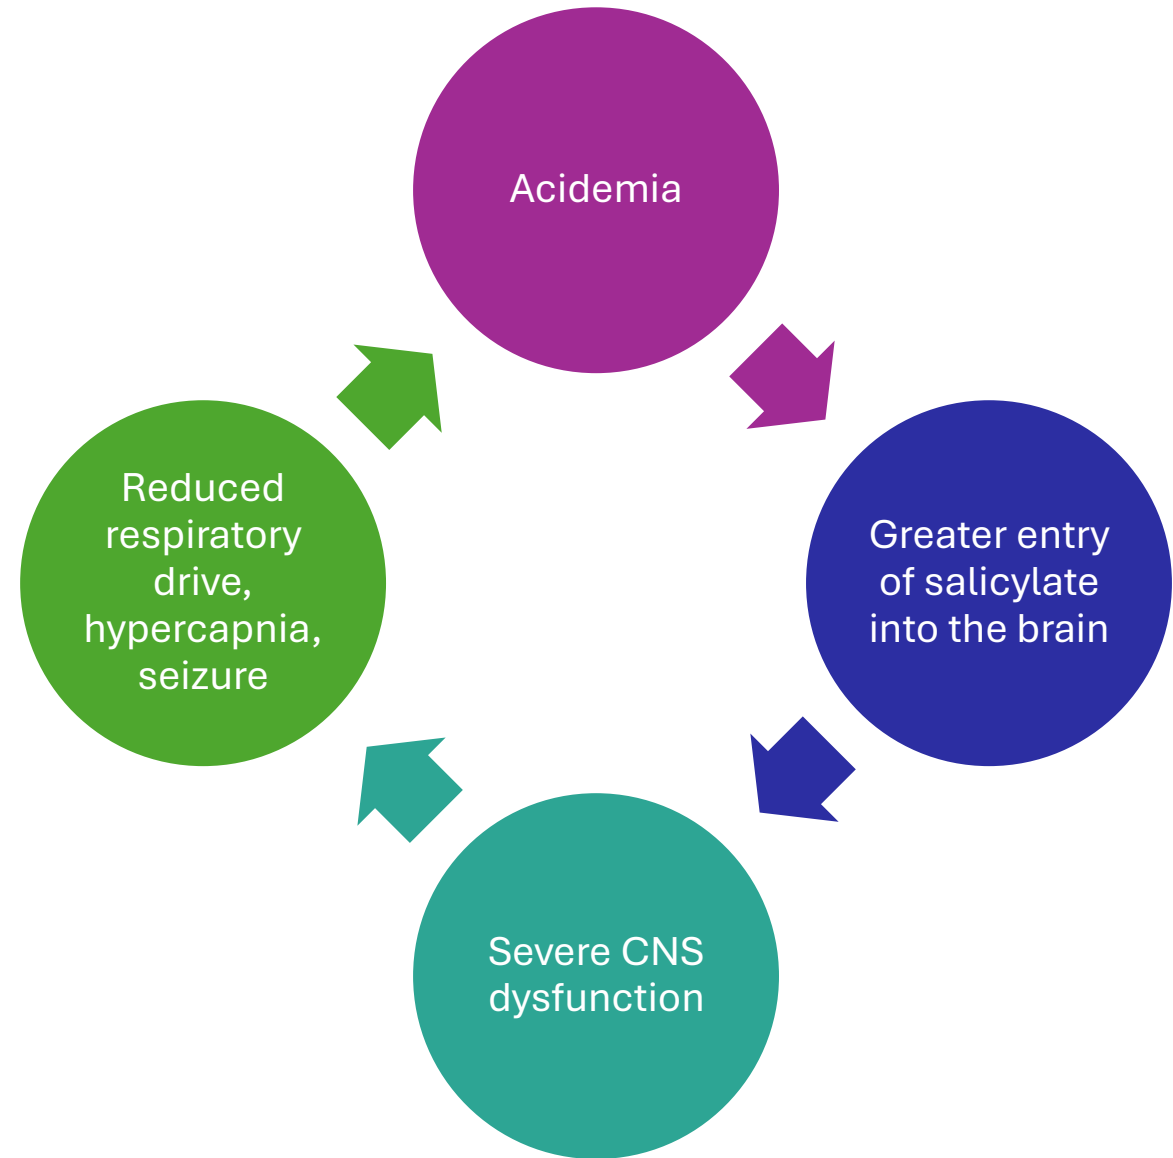 Acidemia
Greater entry
of salicylate
into the brain
Severe CNS
dysfunction
Reduced
respiratory
drive,
hypercapnia,
seizure